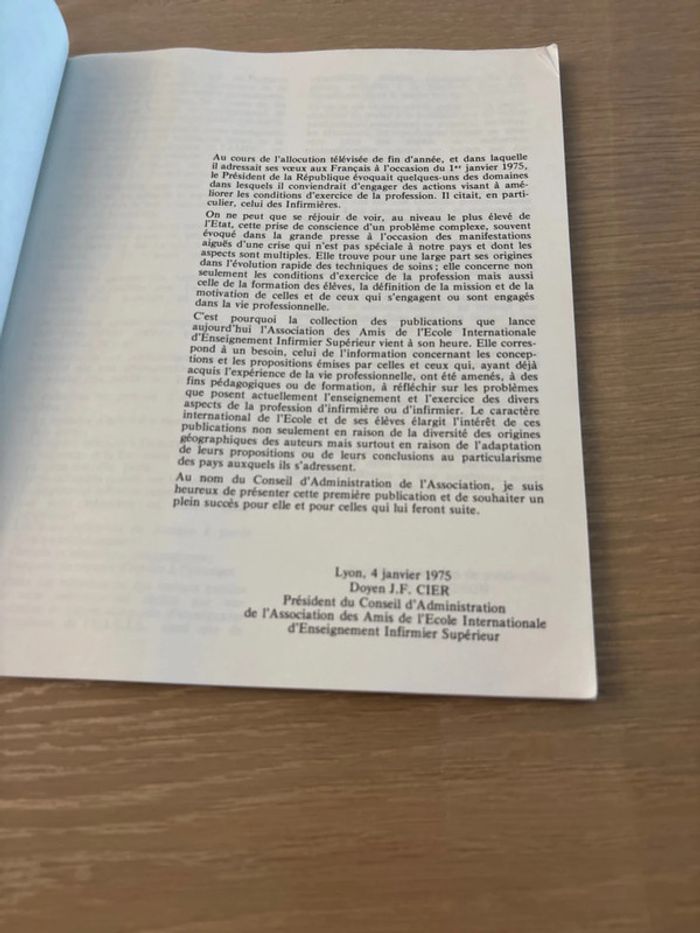 Au cours de l'allocution télévisée de fin d'année, et dans laquelle
il adressait ses vœux aux Français à l'occasion du 1er janvier 1975,
le Président de la République évoquait quelques-uns des domaines
dans lesquels il conviendrait d'engager des actions visant à amé-
liorer les conditions d'exercice de la profession. Il citait, en parti-
culier, celui des Infirmières.
On ne peut que se réjouir de voir, au niveau le plus élevé de
l'Etat, cette prise de conscience d'un problème complexe, souvent
évoqué dans la grande presse à l'occasion des manifestations
aiguës d'une crise qui n'est pas spéciale à notre pays et dont les
aspects sont multiples. Elle trouve pour une large part ses origines
dans l'évolution rapide des techniques de soins ; elle concerne non
seulement les conditions d'exercice de la profession mais aussi
celle de la formation des élèves, la définition de la mission et de la
motivation de celles et de ceux qui s'engagent ou sont engagés
dans la vie professionnelle.
C'est pourquoi la collection des publications que lance
aujourd'hui l'Association des Amis de l'Ecole Internationale
d'Enseignement Infirmier Supérieur vient à son heure. Elle corres-
pond à un besoin, celui de l'information concernant les concep-
tions et les propositions émises par celles et ceux qui, ayant déjà
acquis l'expérience de la vie professionnelle, ont été amenés, à des
fins pédagogiques ou de formation, à réfléchir sur les problèmes
que posent actuellement l'enseignement et l'exercice des divers
aspects de la profession d'infirmière ou d'infirmier. Le caractère
international de l'Ecole et de ses élèves élargit l'intérêt de ces
publications non seulement en raison de la diversité des origines
géographiques des auteurs mais surtout en raison de l'adaptation
de leurs propositions ou de leurs conclusions au particularisme
des pays auxquels ils s'adressent.
Au nom du Conseil d'Administration de l'Association, je suis
heureux de présenter cette première publication et de souhaiter un
plein succès pour elle et pour celles qui lui feront suite.
Lyon, 4 janvier 1975
Doyen J.F. CIER
Président du Conseil d'Administration
de l'Association des Amis de l'Ecole Internationale
d'Enseignement Infirmier Supérieur